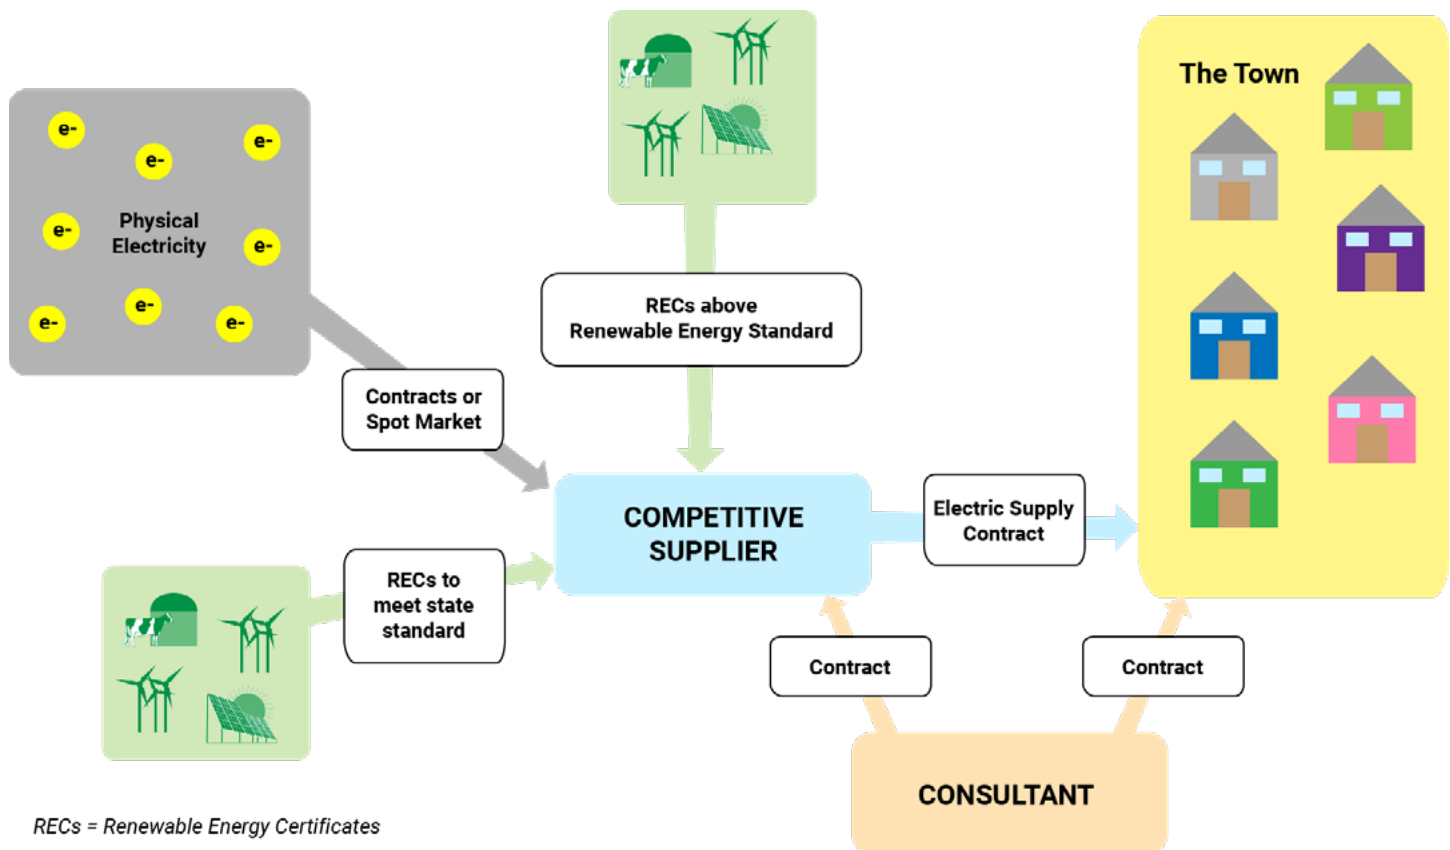 The Town
e-
e-
e-
Physical
Electricity
e-
e-
e-
e-
e-
RECs above
Renewable Energy Standard
Contracts or
Spot Market
COMPETITIVE
SUPPLIER
Electric Supply
Contract
RECs to
meet state
standard
Contract
Contract
CONSULTANT
RECs = Renewable Energy Certificates